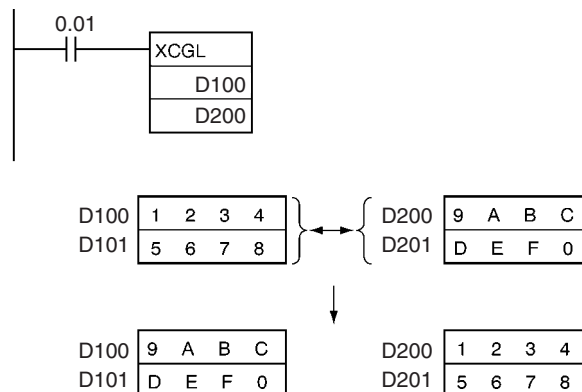 0.01
XCGL
D100
D200
D100 1 2 3 4 D200 9 A B C
D101 5 6 7 8 D201 D E F 0
D100 9 A B C D200 1 2 3 4
D101 D E F 0 D201 5 6 7 8